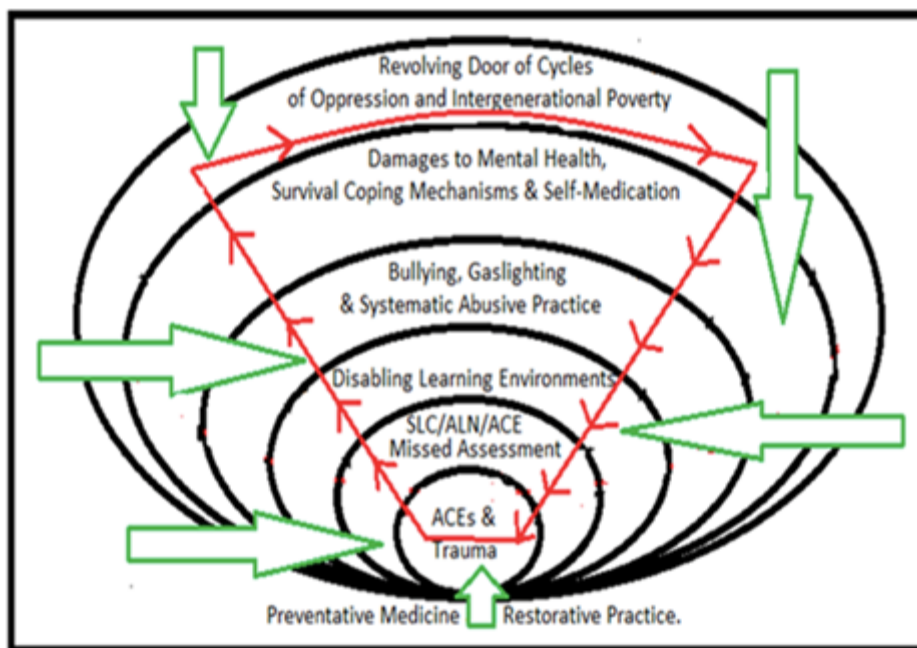 Revolving Door of Cycles
of Oppression and Intergenerational Poverty
Damages to Mental Health,
Survival Coping Mechanisms & Self-Medication
Bullying, Gaslighting
& Systematic Abusive Practice
Disabling Learning Environments
SLC/ALN/ACE
Missed Assessment
ACEs &
Trauma
Preventative Medicine Restorative Practice.